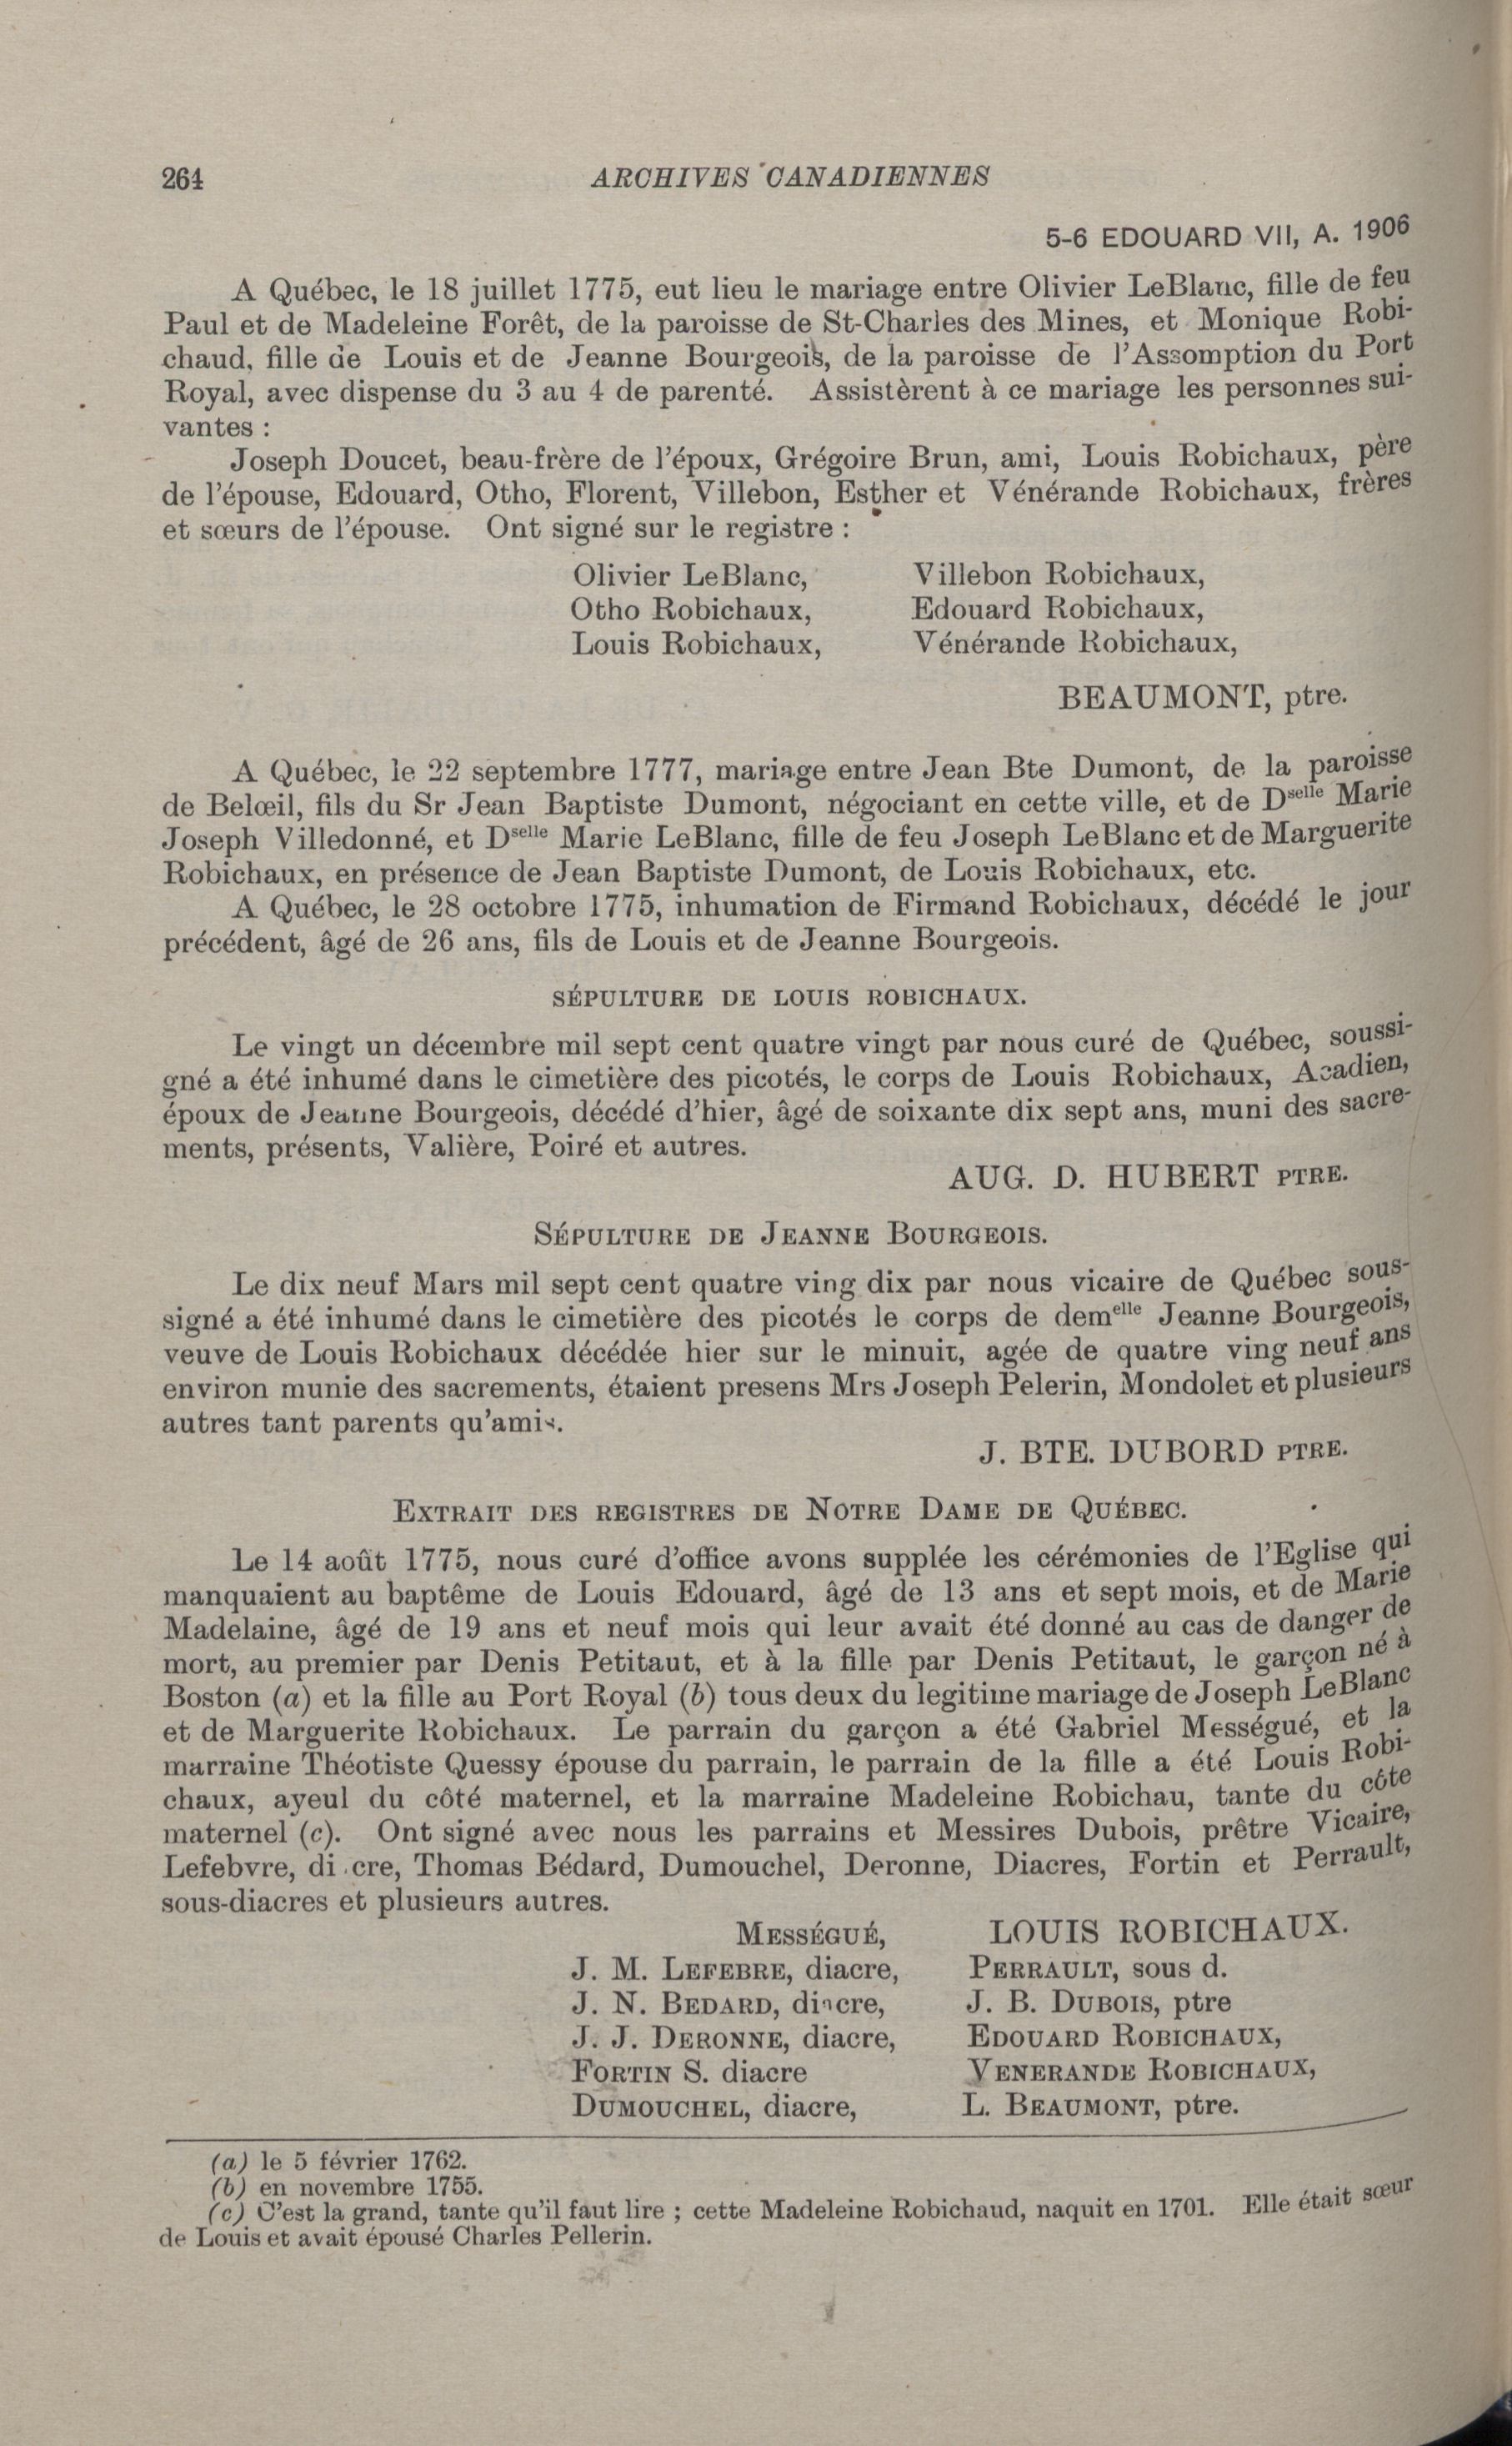 264 ARCHIVES CANADIENNES
5-6 EDOUARD VII, A. 1906
A Québec, le 18 juillet 1775, eut lieu le mariage entre Olivier LeBlanc, fille de feu
Paul et de Madeleine Forêt, de la paroisse de St-Charles des Mines, et Monique Robi-
chaud, fille de Louis et de Jeanne Bourgeois, de la paroisse de l'Assomption du Port
Royal, avec dispense du 3 au 4 de parenté. Assistèrent à ce mariage les personnes sui-
vantes :
Joseph Doucet, beau-frère de l'époux, Grégoire Brun, ami, Louis Robichaux, père
de l'épouse, Edouard, Otho, Florent, Villebon, Esther et Vénérande Robichaux, frères
et sœurs de l'épouse. Ont signé sur le registre :
Olivier LeBlanc, Villebon Robichaux,
Otho Robichaux, Edouard Robichaux,
Louis Robichaux, Vénérande Robichaux,
BEAUMONT, ptre.
A Québec, le 22 septembre 1777, mariage entre Jean Bte Dumont, de la paroisse
de Belœil, fils du Sr Jean Baptiste Dumont, négociant en cette ville, et de Dselle Marie
Joseph Villedonné, et Dselle Marie LeBlanc, fille de feu Joseph LeBlanc et de Marguerite
Robichaux, en présence de Jean Baptiste Dumont, de Louis Robichaux, etc.
A Québec, le 28 octobre 1775, inhumation de Firmand Robichaux, décédé le jour
précédent, âgé de 26 ans, fils de Louis et de Jeanne Bourgeois.
SÉPULTURE DE LOUIS ROBICHAUX.
Le vingt un décembre mil sept cent quatre vingt par nous curé de Québec, soussi-
gné a été inhumé dans le cimetière des picotés, le corps de Louis Robichaux, Acadien,
époux de Jeanne Bourgeois, décédé d'hier, âgé de soixante dix sept ans, muni des sacre-
ments, présents, Valière, Poiré et autres.
AUG. D. HUBERT PTRE.
SÉPULTURE DE JEANNE BOURGEOIS.
Le dix neuf Mars mil sept cent quatre ving dix par nous vicaire de Québec sous-
signé a été inhumé dans le cimetière des picotés le corps de demelle Jeanne Bourgeois,
veuve de Louis Robichaux décédée hier sur le minuit, agée de quatre ving neuf ans
environ munie des sacrements, étaient presens Mrs Joseph Pelerin, Mondolet et plusieurs
autres tant parents qu'amis.
J. BTE. DUBORD PTRE.
EXTRAIT DES REGISTRES DE NOTRE DAME DE QUÉBEC.
Le 14 août 1775, nous curé d'office avons supplée les cérémonies de l'Eglise qui
manquaient au baptême de Louis Edouard, âgé de 13 ans et sept mois, et de Marie
Madelaine, âgé de 19 ans et neuf mois qui leur avait été donné au cas de danger de
mort, au premier par Denis Petitaut, et à la fille par Denis Petitaut, le garçon né à
Boston (a) et la fille au Port Royal (b) tous deux du legitime mariage de Joseph LeBlanc
et de Marguerite Robichaux. Le parrain du garçon a été Gabriel Mességué, et la
marraine Théotiste Quessy épouse du parrain, le parrain de la fille a été Louis Robi-
chaux, ayeul du côté maternel, et la marraine Madeleine Robichau, tante du côte
maternel (c). Ont signé avec nous les parrains et Messires Dubois, prêtre Vicaire,
Lefebvre, di cre, Thomas Bédard, Dumouchel, Deronne, Diacres, Fortin et Perrault,
sous-diacres et plusieurs autres.
MESSÉGUÉ, LOUIS ROBICHAUX.
J. M. LEFEBRE, diacre, PERRAULT, sous d.
J. N. BEDARD, diacre, J. B. DUBOIS, ptre
J. J. DERONNE, diacre, EDOUARD ROBICHAUX,
FORTIN S. diacre VENERANDE ROBICHAUX,
DUMOUCHEL, diacre, L. BEAUMONT, ptre.
(a) le 5 février 1762.
(b) en novembre 1755.
(c) C'est la grand, tante qu'il faut lire ; cette Madeleine Robichaud, naquit en 1701. Elle était sœur
de Louis et avait épousé Charles Pellerin.